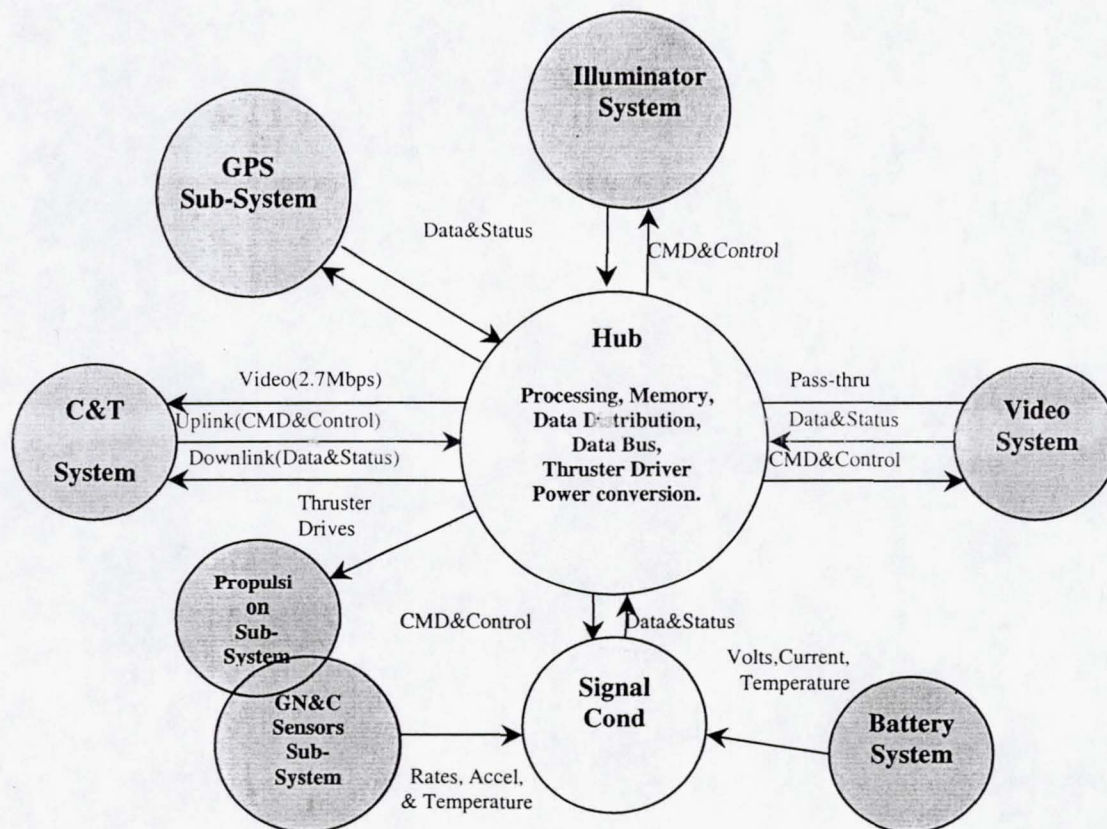 Illuminator
System
GPS
Sub-System
Data&Status
CMD&Control
Hub
Processing, Memory,
Data Distribution,
Data Bus,
Thruster Driver
Power conversion.
Video(2.7Mbps)
Uplink(CMD&Control)
Downlink(Data&Status)
C&T
System
Pass-thru
Data&Status
CMD&Control
Video
System
Thruster
Drives
Propulsi
on
Sub-
System
CMD&Control
Data&Status
Signal
Cond
Volts,Current,
Temperature
Battery
System
GN&C
Sensors
Sub-
System
Rates, Accel,
& Temperature